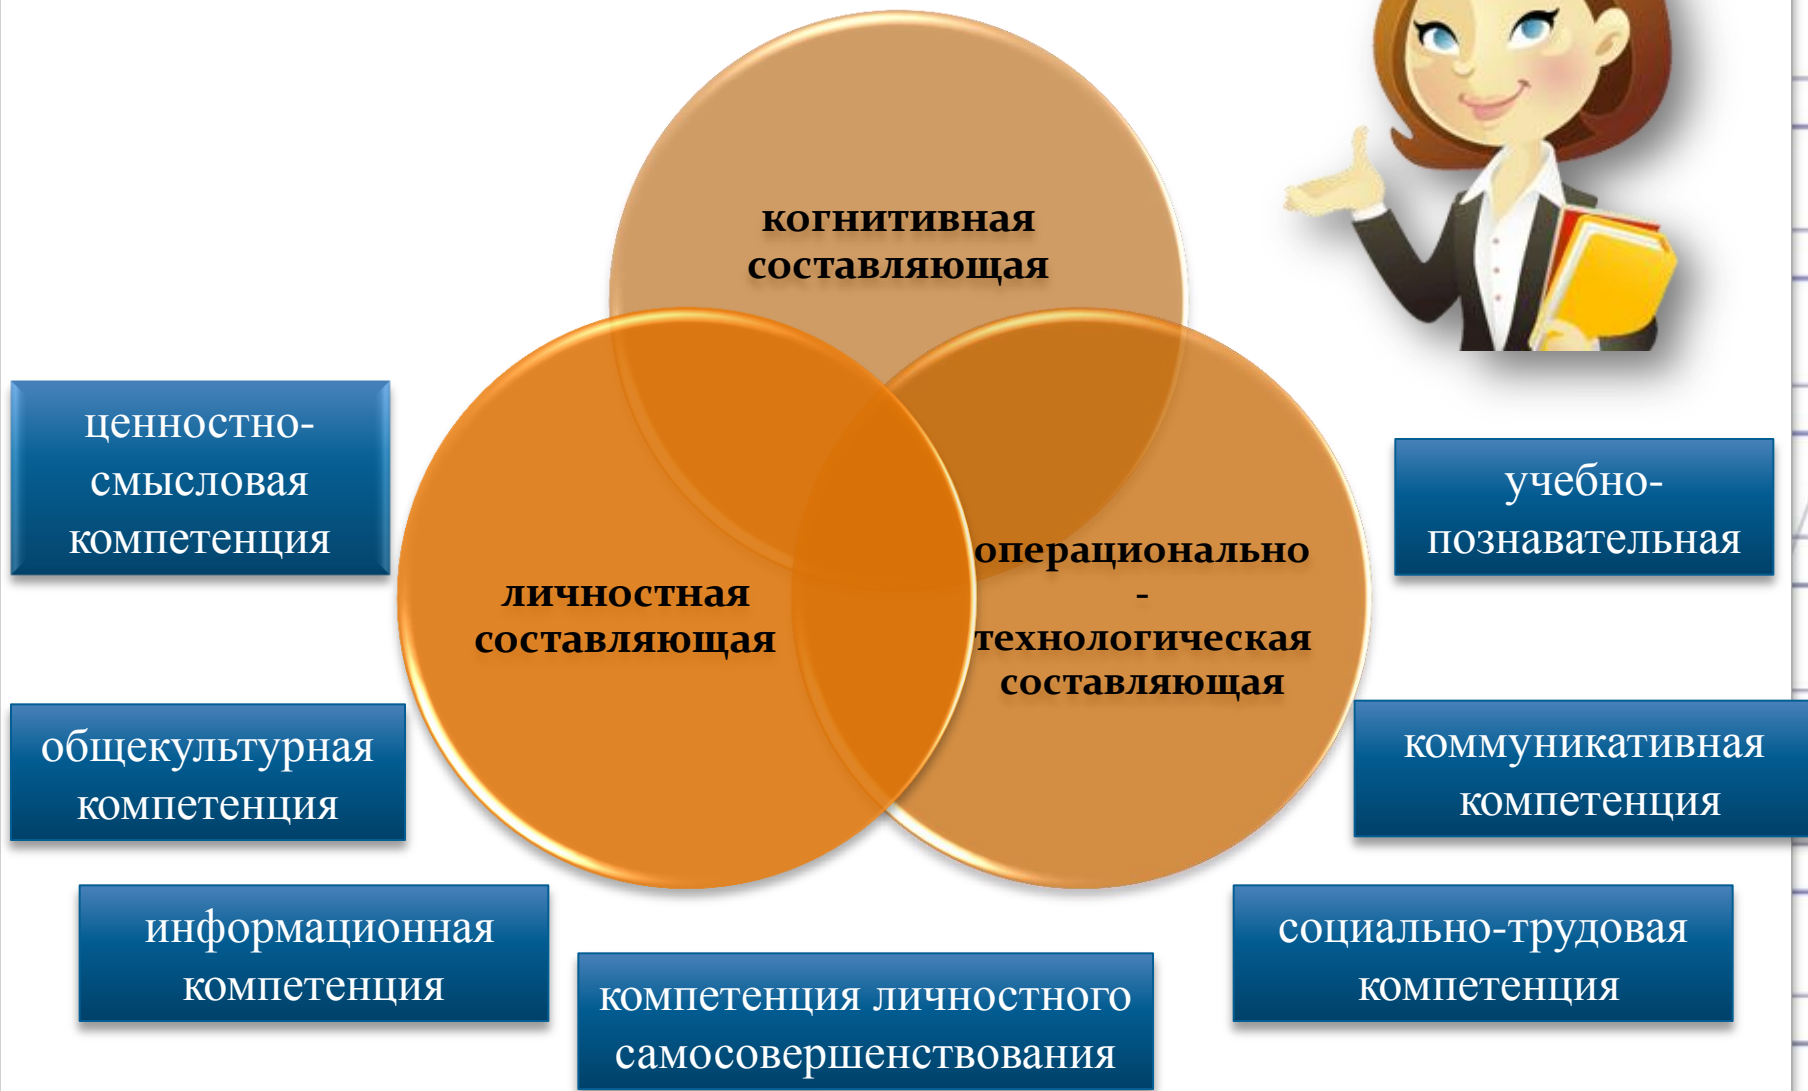 когнитивная
составляющая
личностная
составляющая
операционально
-
технологическая
составляющая
ценностно-
смысловая
компетенция
учебно-
познавательная
общекультурная
компетенция
коммуникативная
компетенция
информационная
компетенция
социально-трудовая
компетенция
компетенция личностного
самосовершенствования